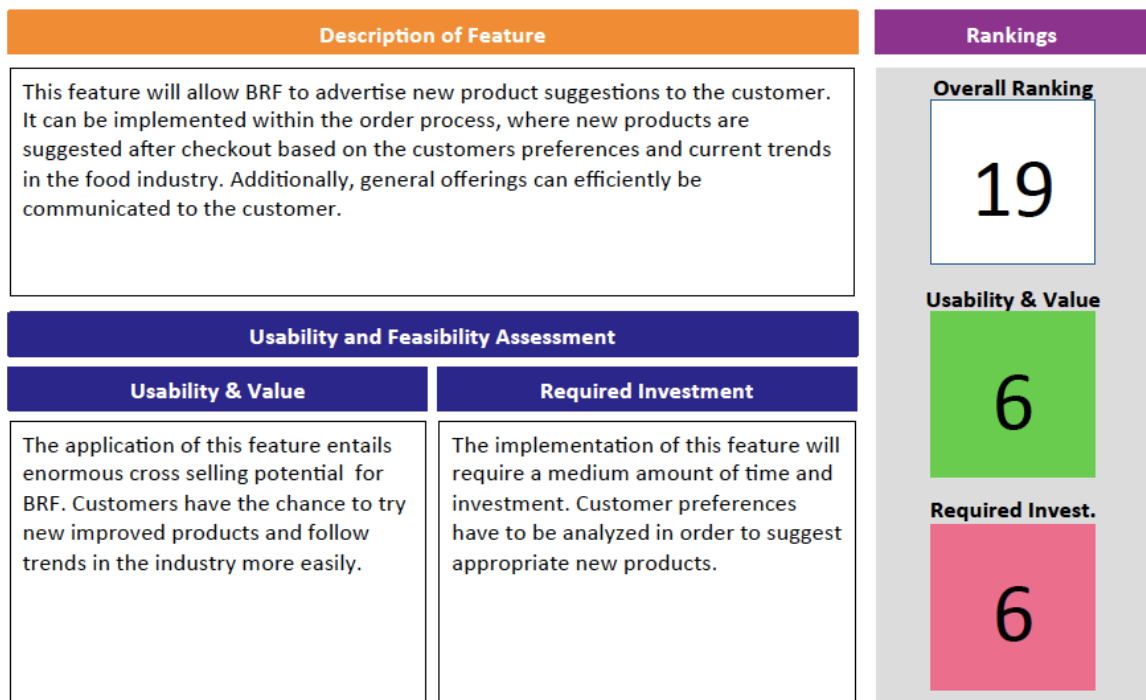 Description of Feature
This feature will allow BRF to advertise new product suggestions to the customer.
It can be implemented within the order process, where new products are
suggested after checkout based on the customers preferences and current trends
in the food industry. Additionally, general offerings can efficiently be
communicated to the customer.
Usability and Feasibility Assessment
Usability & Value
The application of this feature entails
enormous cross selling potential for
BRF. Customers have the chance to try
new improved products and follow
trends in the industry more easily.
Required Investment
The implementation of this feature will
require a medium amount of time and
investment. Customer preferences
have to be analyzed in order to suggest
appropriate new products.
Rankings
Overall Ranking
19
Usability & Value
6
Required Invest.
6